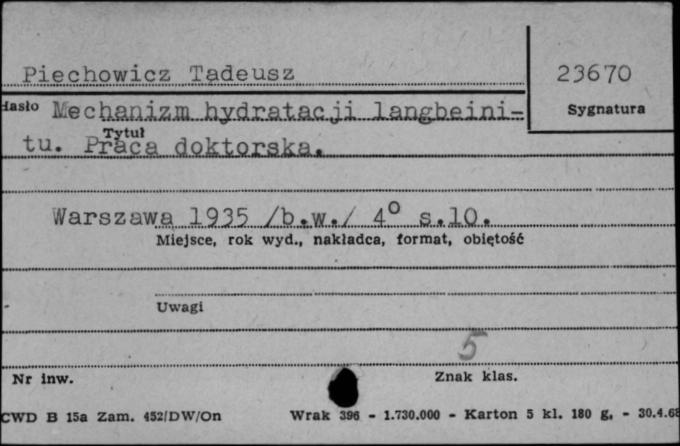 Piechowicz Tadeusz
23670
Hasło Mechanizm hydratacji langbeini-
Sygnatura
Tytuł
tu. Praca doktorska.
Warszawa 1935 /b.w./ 4° s.10.
Miejsce, rok wyd., nakładca, format, obiętość
Uwagi
5
Nr inw.
Znak klas.
CWD B 15a Zam. 452/DW/On Wrak 396 - 1.730.000 - Karton 5 kl. 180 g. - 30.4.68